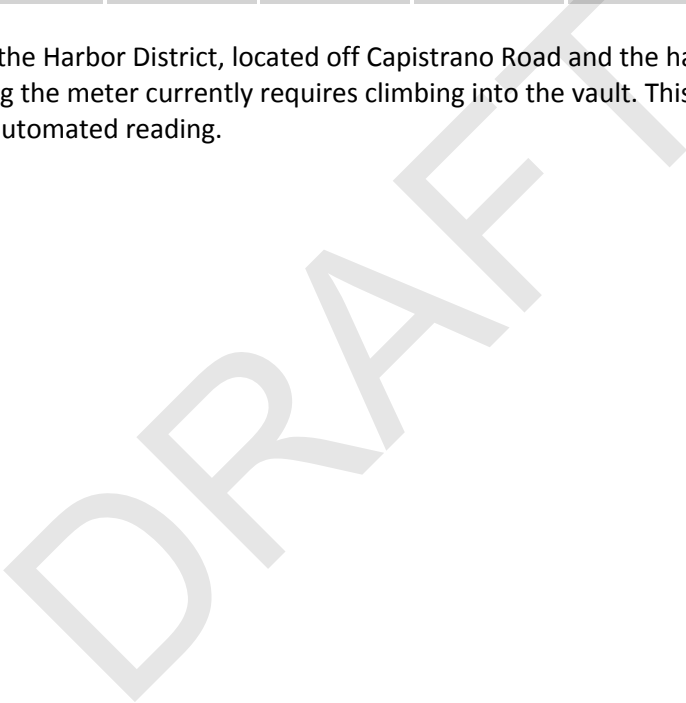 the Harbor District, located off Capistrano Road and the
g the meter currently requires climbing into the vault. This
utomated reading.
DRAFT